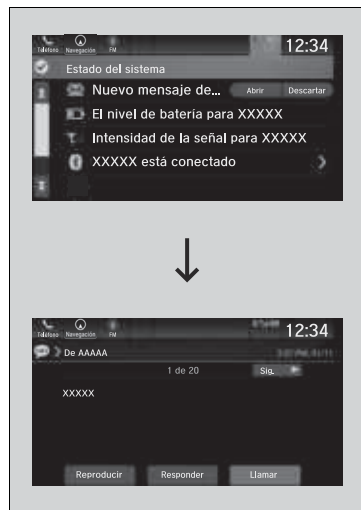 Teléfono Navegación FM 12:34
Estado del sistema
Nuevo mensaje de... Abrir Descartar
El nivel de batería para XXXXX
Intensidad de la señal para XXXXX
XXXXX está conectado
Teléfono Navegación FM 12:34
De AAAAA
1 de 20 Sig.
XXXXX
Reproducir Responder Llamar